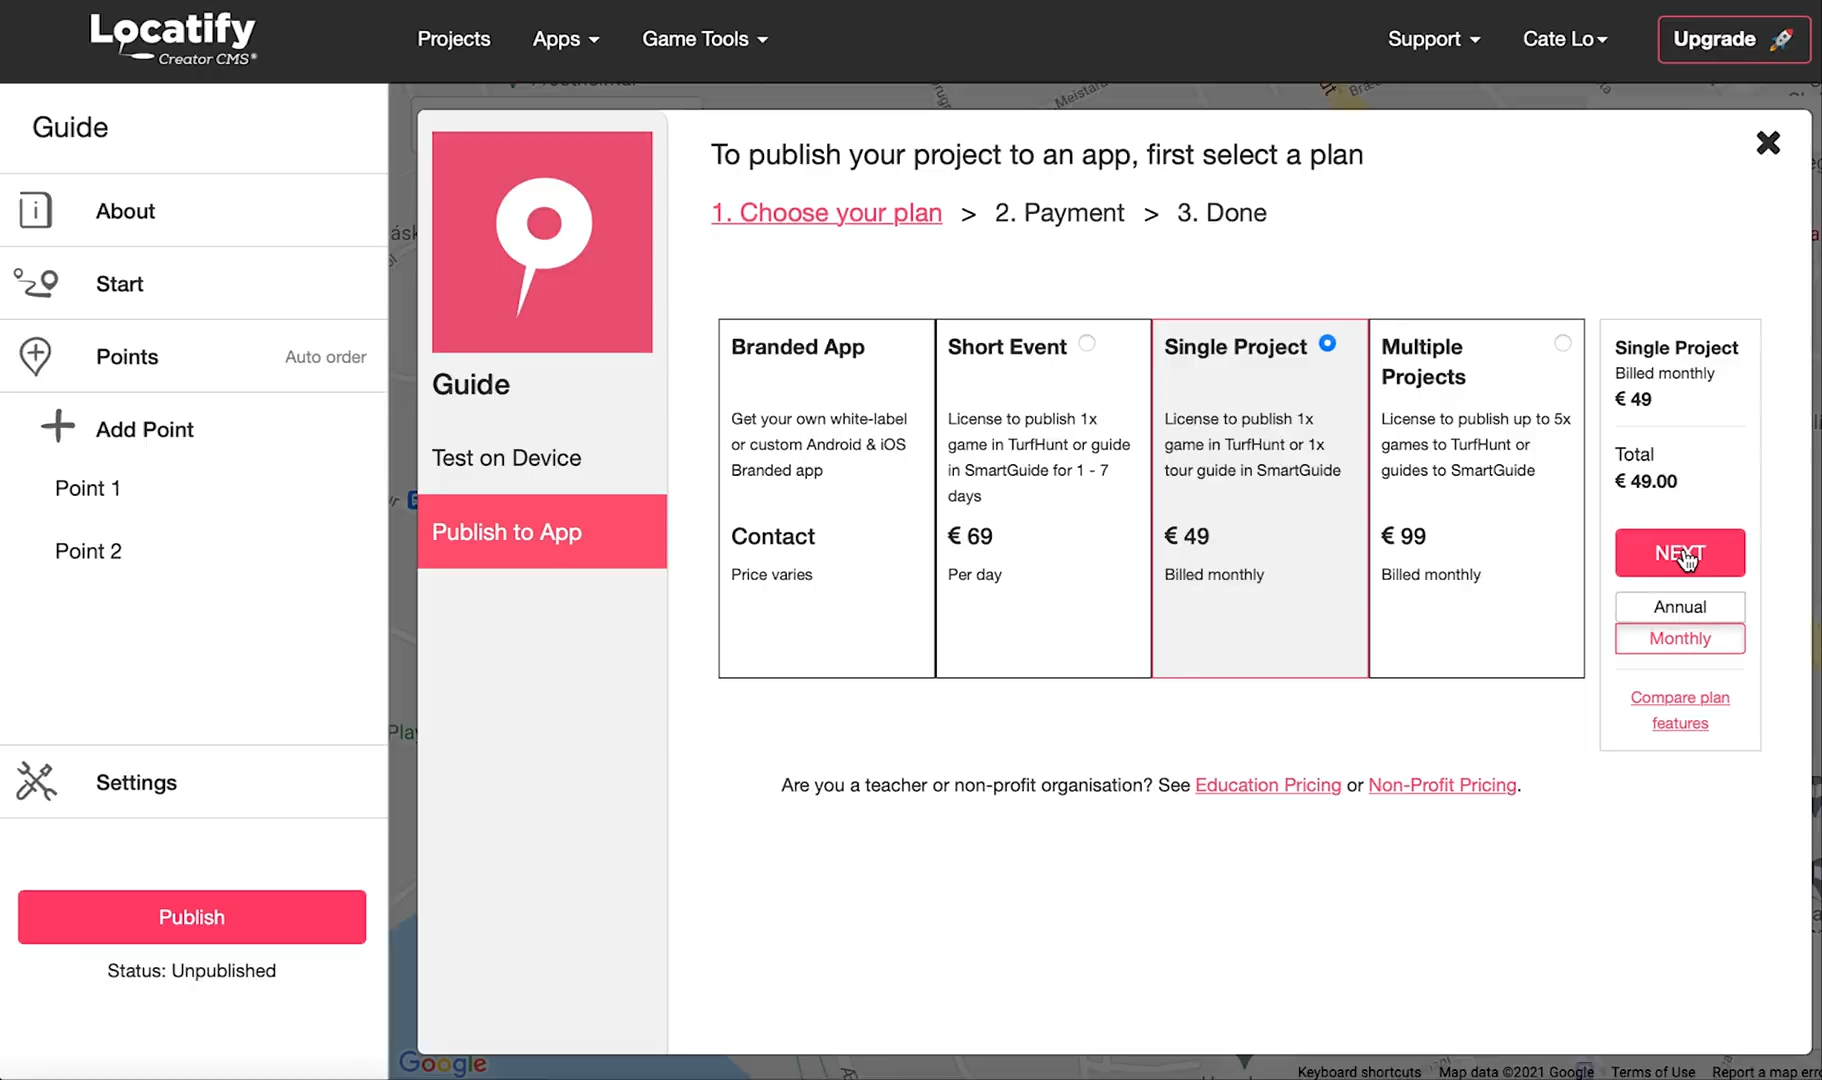 Locatify
Creator CMS®
Projects
Apps
Game Tools
Support
Cate Lo
Upgrade
Guide
About
Start
Points
Auto order
Add Point
Point 1
Point 2
Settings
Publish
Status: Unpublished
Guide
Test on Device
Publish to App
To publish your project to an app, first select a plan
1. Choose your plan > 2. Payment > 3. Done
Branded App
Get your own white-label
or custom Android & iOS
Branded app
Contact
Price varies
Short Event
License to publish 1x
game in TurfHunt or guide
in SmartGuide for 1 - 7
days
€ 69
Per day
Single Project
License to publish 1x
game in TurfHunt or 1x
tour guide in SmartGuide
€ 49
Billed monthly
Multiple
Projects
License to publish up to 5x
games to TurfHunt or
guides to SmartGuide
€ 99
Billed monthly
Single Project
Billed monthly
€ 49
Total
€ 49.00
NEXT
Annual
Monthly
Compare plan
features
Are you a teacher or non-profit organisation? See Education Pricing or Non-Profit Pricing.
Meistara
Play
Google
Keyboard shortcuts
Map data ©2021 Google
Terms of Use
Report a map erro